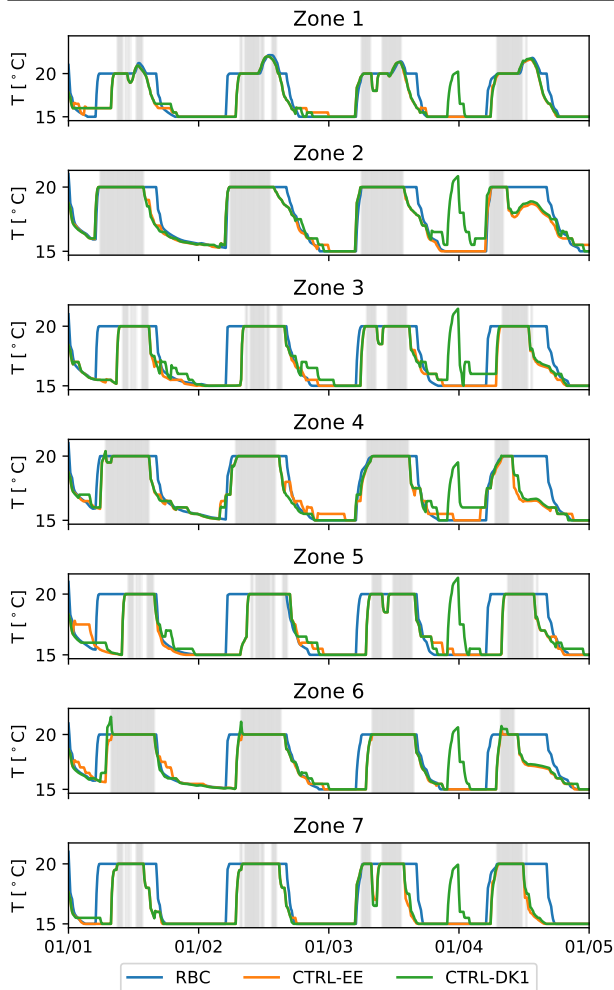 Zone 1
T [°C]
20
15
Zone 2
T [°C]
20
15
Zone 3
T [°C]
20
15
Zone 4
T [°C]
20
15
Zone 5
T [°C]
20
15
Zone 6
T [°C]
20
15
Zone 7
T [°C]
20
15
01/01 01/02 01/03 01/04 01/05
RBC CTRL-EE CTRL-DK1